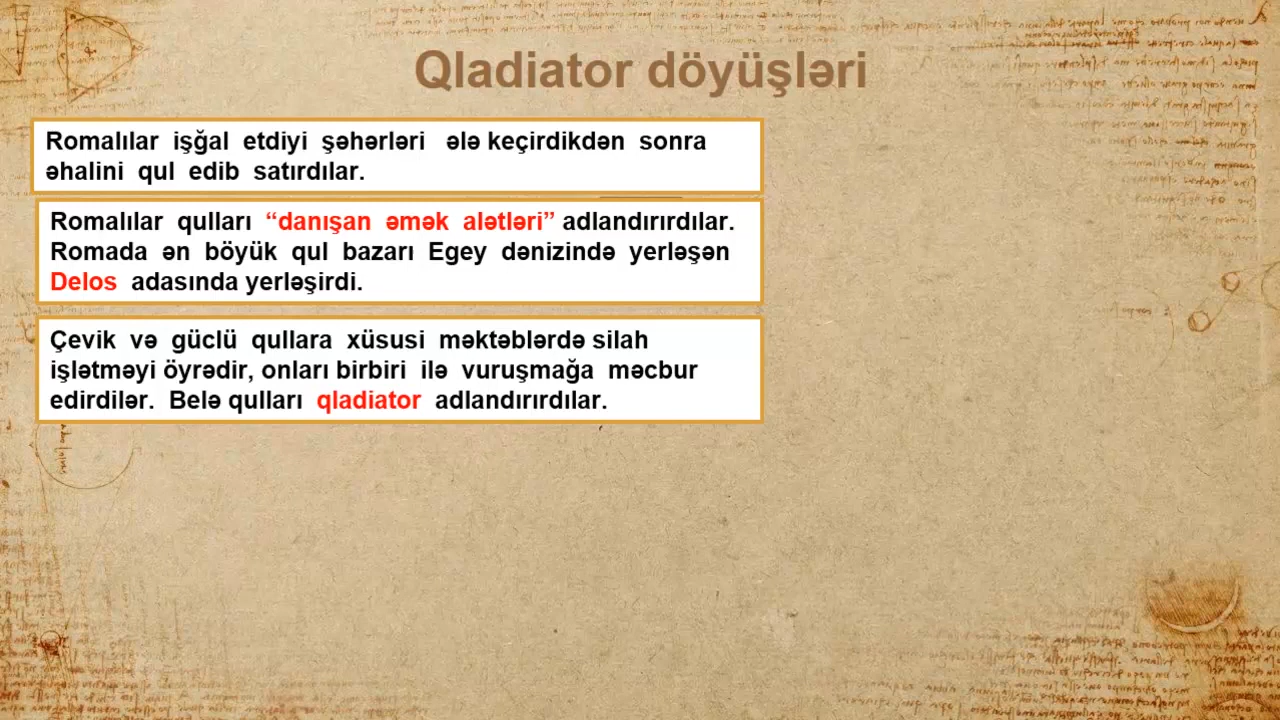 Qladiator döyüşləri
Romalılar işğal etdiyi şəhərləri ələ keçirdikdən sonra
əhalini qul edib satırdılar.
Romalılar qulları “danışan əmək alətləri” adlandırırdılar.
Romada ən böyük qul bazarı Egey dənizində yerləşən
Delos adasında yerləşirdi.
Çevik və güclü qullara xüsusi məktəblərdə silah
işlətməyi öyrədir, onları birbiri ilə vuruşmağa məcbur
edirdilər. Belə qulları qladiator adlandırırdılar.